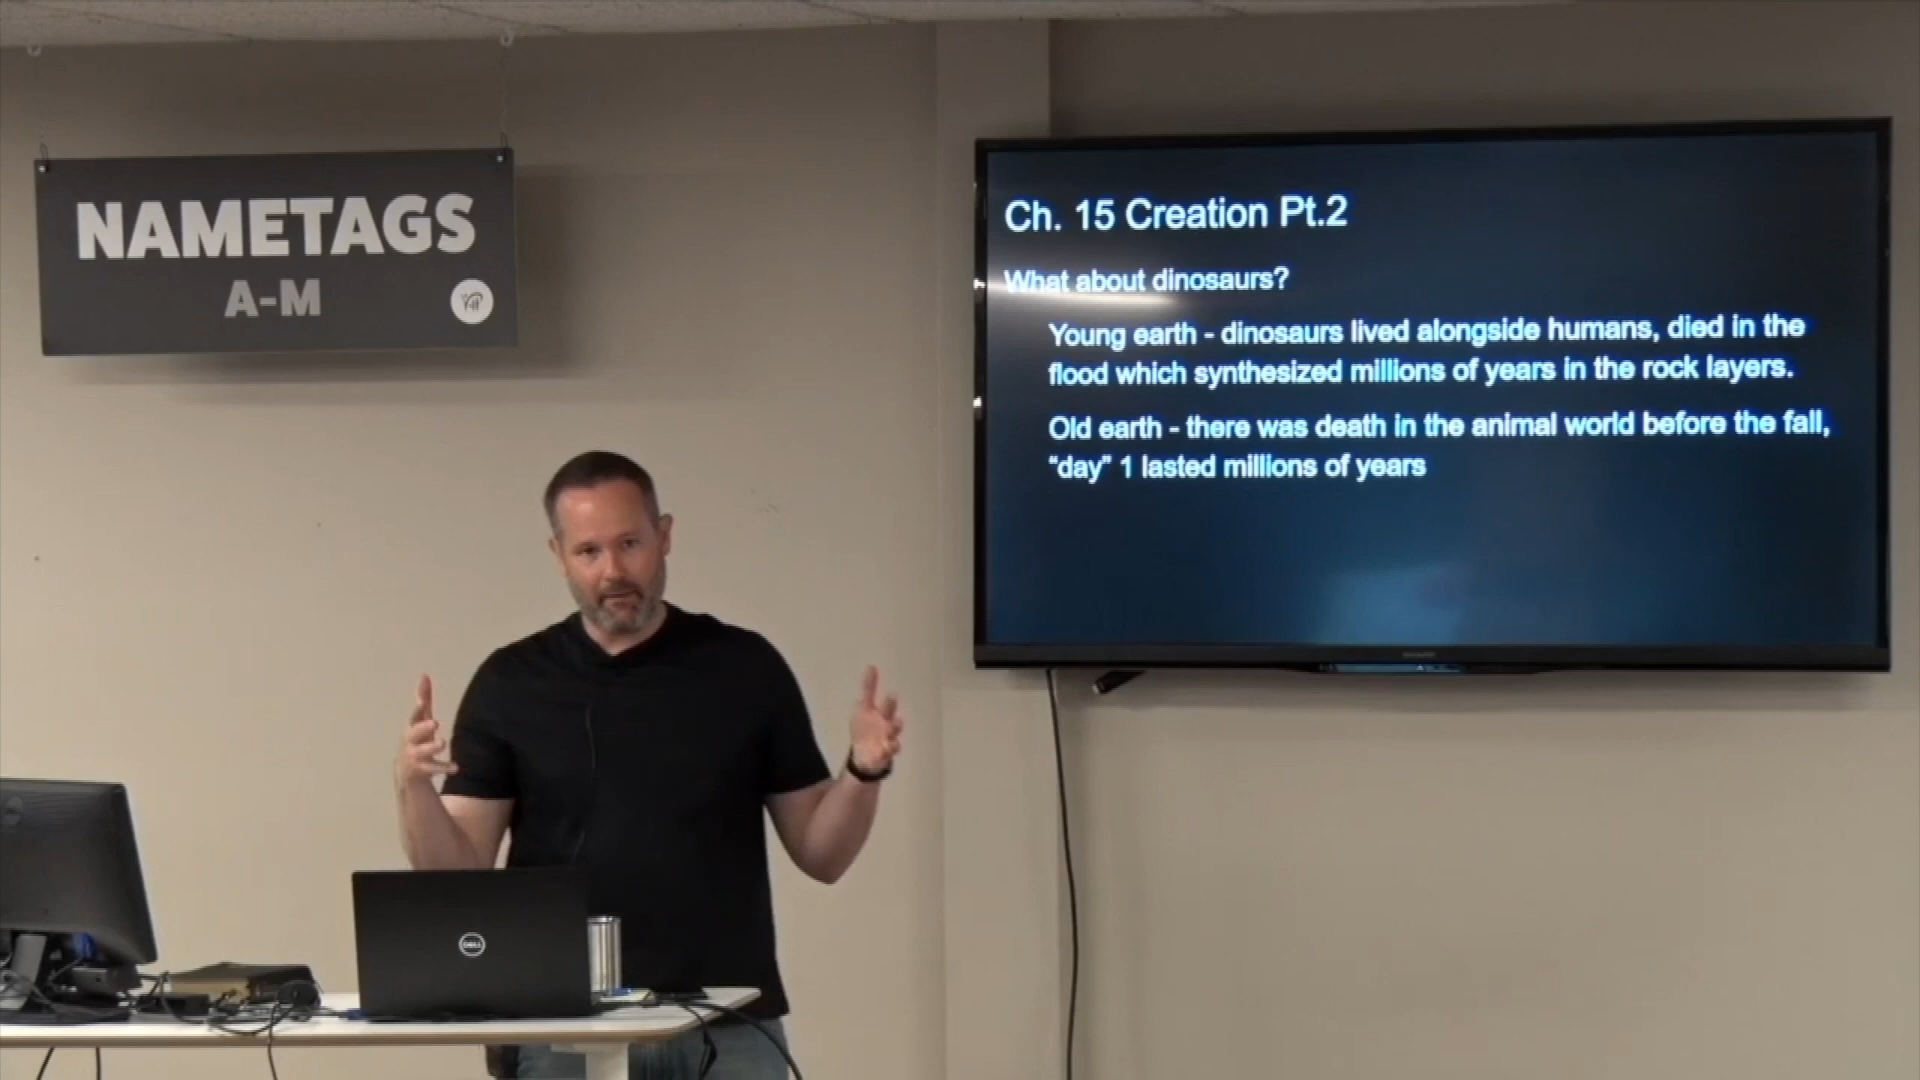 NAMETAGS
A-M
Ch. 15 Creation Pt.2
What about dinosaurs?
Young earth - dinosaurs lived alongside humans, died in the
flood which synthesized millions of years in the rock layers.
Old earth - there was death in the animal world before the fall,
“day” 1 lasted millions of years
DELL